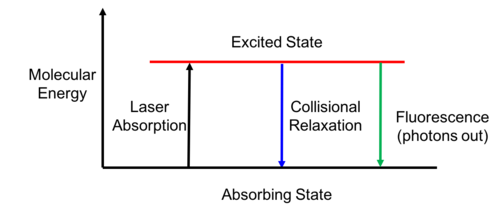 Excited State
Molecular
Energy
Laser
Absorption
Collisional
Relaxation
Fluorescence
(photons out)
Absorbing State